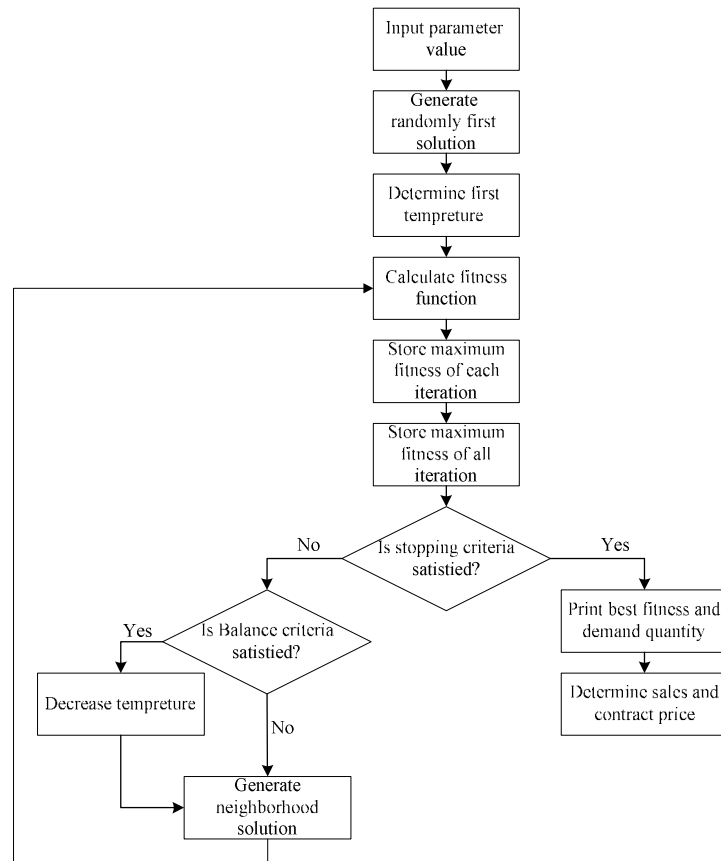 Input parameter
value
Generate
randomly first
solution
Determine first
tempreture
Calculate fitness
function
Store maximum
fitness of each
iteration
Store maximum
fitness of all
iteration
Is stopping criteria
satistied?
No
Yes
Is Balance criteria
satistied?
Yes
No
Print best fitness and
demand quantity
Decrease tempreture
Determine sales and
contract price
Generate
neighborhood
solution